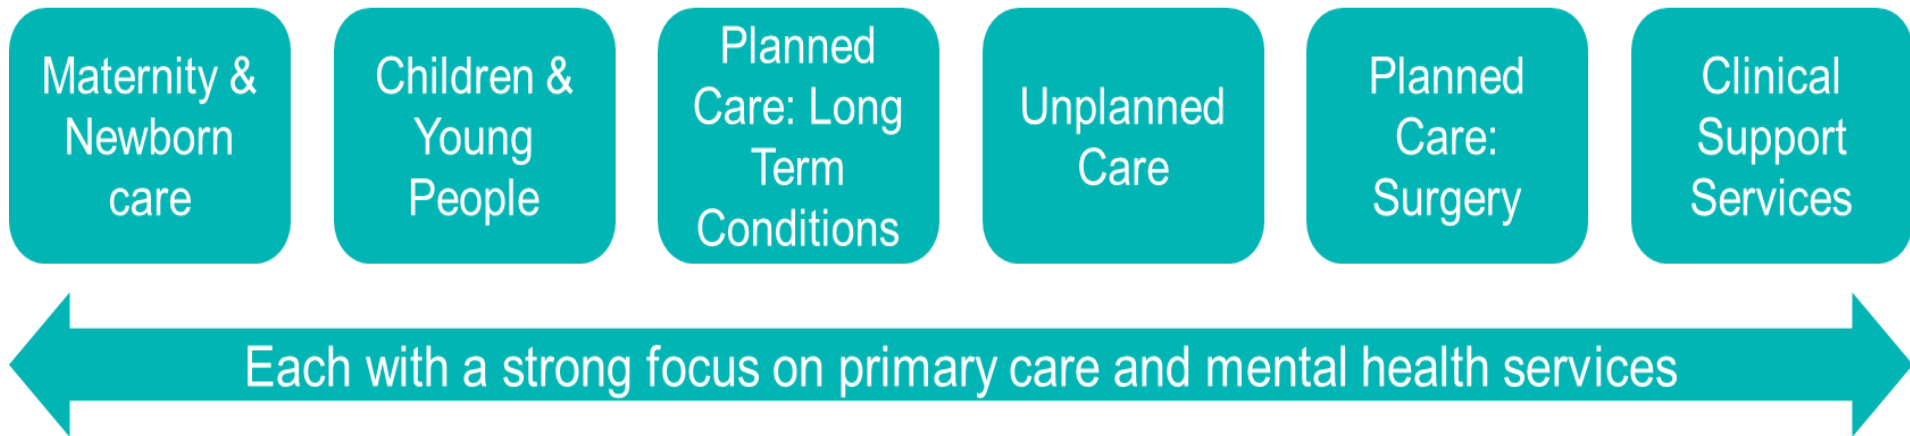 Maternity &
Newborn
care
Children &
Young
People
Planned
Care: Long
Term
Conditions
Unplanned
Care
Planned
Care:
Surgery
Clinical
Support
Services
Each with a strong focus on primary care and mental health services